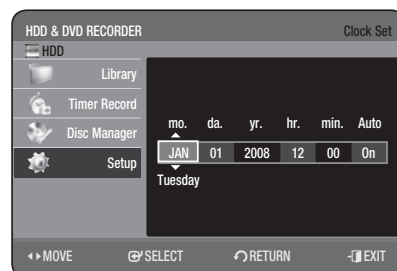 HDD & DVD RECORDER Clock Set
HDD
Library
Timer Record
Disc Manager
Setup
mo. da. yr. hr. min. Auto
JAN 01 2008 12 00 On
Tuesday
MOVE SELECT RETURN EXIT